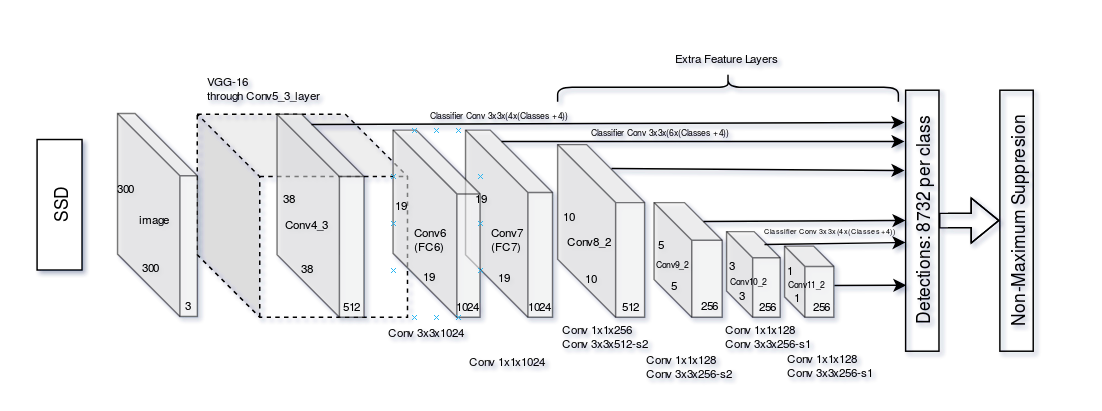 SSD
300
image
300
3
VGG-16
through Conv5_3_layer
38
Conv4_3
38
512
19
Conv6
(FC6)
19
1024
Conv 3x3x1024
19
Conv7
(FC7)
19
1024
Conv 1x1x1024
Extra Feature Layers
Classifier Conv 3x3x(4x(Classes +4))
Classifier Conv 3x3x(6x(Classes +4))
10
Conv8_2
10
512
Conv 1x1x256
Conv 3x3x512-s2
5
Conv9_2
5
256
Conv 1x1x128
Conv 3x3x256-s2
Classifier Conv 3x3x(4x(Classes +4))
3
Conv10_2
3
256
Conv 1x1x128
Conv 3x3x256-s1
1
Conv11_2
1
256
Conv 1x1x128
Conv 3x3x256-s1
Detections: 8732 per class
Non-Maximum Suppresion